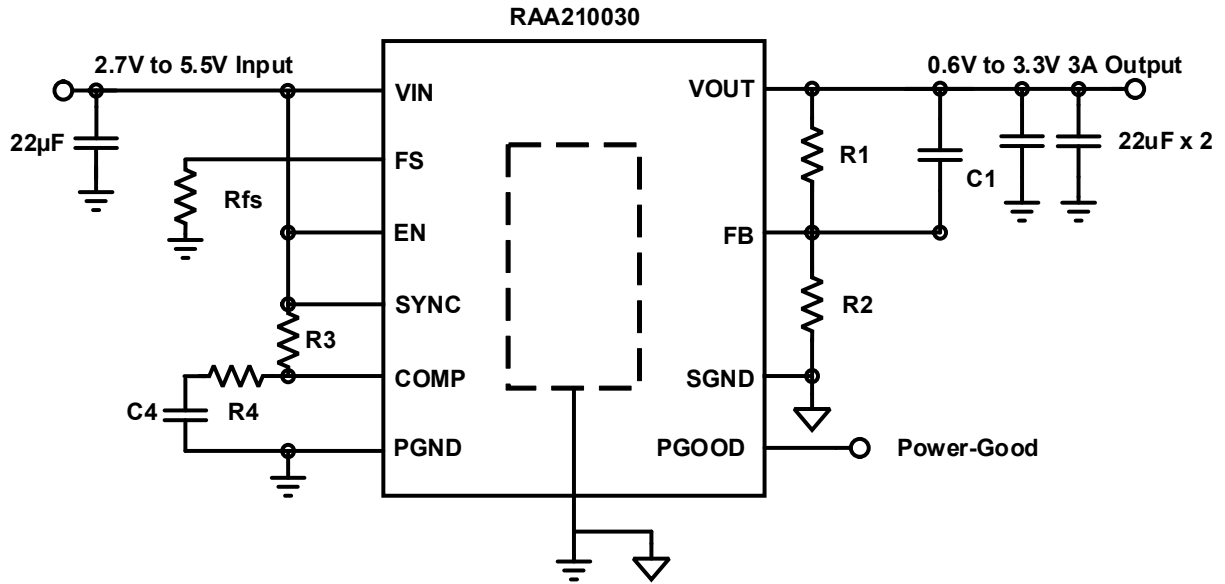 RAA210030
2.7V to 5.5V Input
0.6V to 3.3V 3A Output
VIN
VOUT
22µF
FS
R1
C1
22uF x 2
Rfs
EN
FB
SYNC
R3
R2
COMP
SGND
C4
R4
PGND
PGOOD
Power-Good